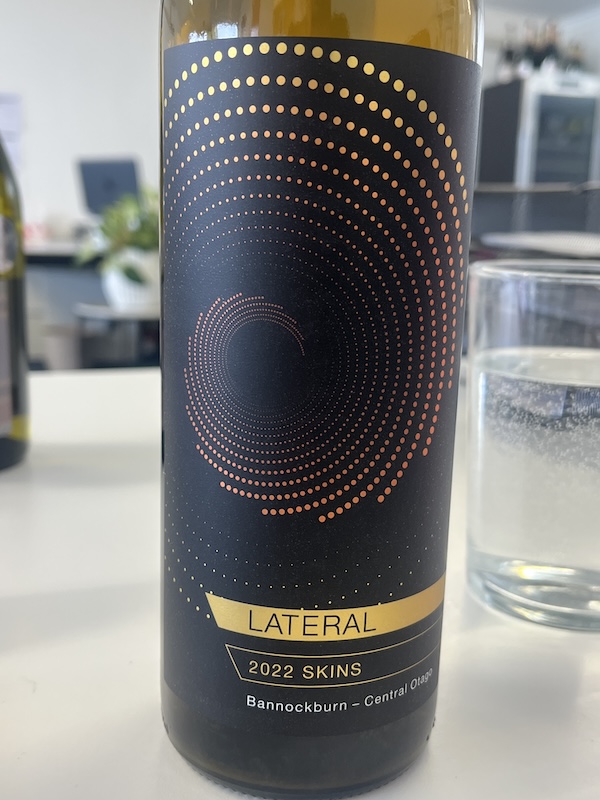 LATERAL
2022 SKINS
Bannockburn – Central Otago